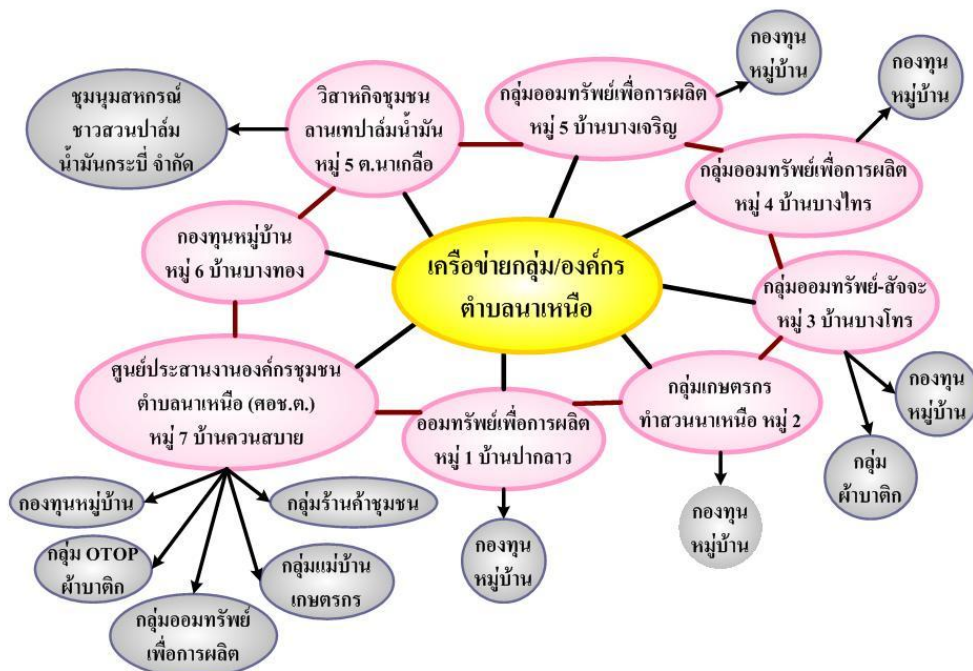 กองทุน
หมู่บ้าน
กองทุน
หมู่บ้าน
ชุมนุมสหกรณ์
ชาวสวนปาล์ม
น้ำมันกระบี่ จำกัด
วิสาหกิจชุมชน
ลานเทปาล์มน้ำมัน
หมู่ 5 ต.นาเกลือ
กลุ่มออมทรัพย์เพื่อการผลิต
หมู่ 5 บ้านบางเจริญ
กลุ่มออมทรัพย์เพื่อการผลิต
หมู่ 4 บ้านบางไทร
กองทุนหมู่บ้าน
หมู่ 6 บ้านบางทอง
เครือข่ายกลุ่ม/องค์กร
ตำบลนาเหนือ
กลุ่มออมทรัพย์-สัจจะ
หมู่ 3 บ้านบางโทร
ศูนย์ประสานงานองค์กรชุมชน
ตำบลนาเหนือ (ศอช.ต.)
หมู่ 7 บ้านควนสบาย
ออมทรัพย์เพื่อการผลิต
หมู่ 1 บ้านปากลาว
กลุ่มเกษตรกร
ทำสวนนาเหนือ หมู่ 2
กองทุน
หมู่บ้าน
กลุ่ม
ผ้าบาติก
กองทุนหมู่บ้าน
กลุ่มร้านค้าชุมชน
กลุ่ม OTOP
ผ้าบาติก
กลุ่มแม่บ้าน
เกษตรกร
กลุ่มออมทรัพย์
เพื่อการผลิต
กองทุน
หมู่บ้าน
กองทุน
หมู่บ้าน